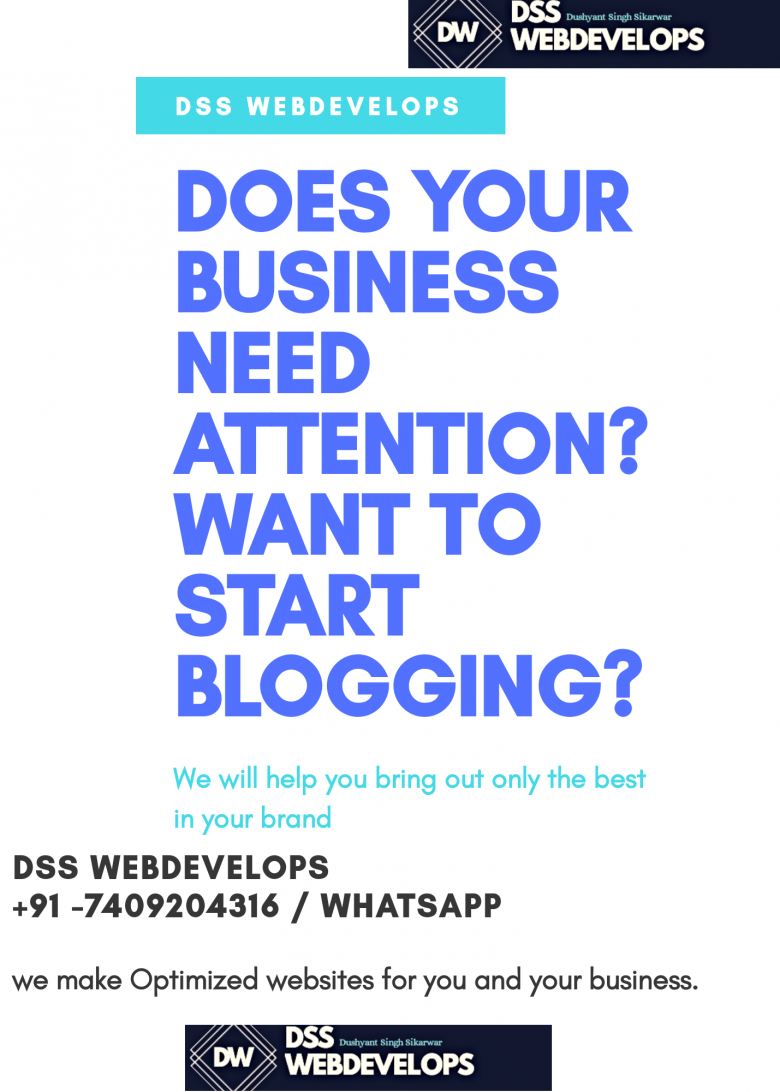 DW
DSS Dushyant Singh Sikarwar
WEBDEVELOPS
DSS WEBDEVELOPS
DOES YOUR
BUSINESS
NEED
ATTENTION?
WANT TO
START
BLOGGING?
We will help you bring out only the best
in your brand
DSS WEBDEVELOPS
+91 -7409204316 / WHATSAPP
we make Optimized websites for you and your business.
DW
DSS Dushyant Singh Sikarwar
WEBDEVELOPS